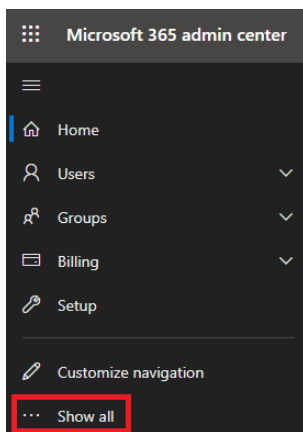 Microsoft 365 admin center
Home
Users
Groups
Billing
Setup
Customize navigation
Show all